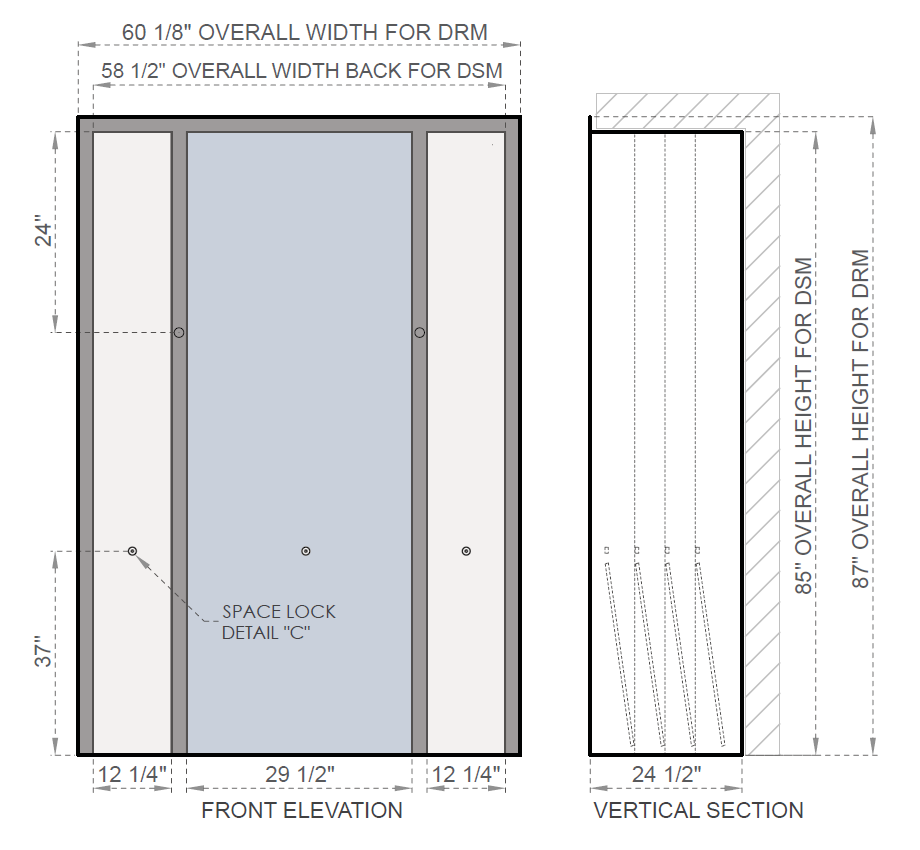 60 1/8" OVERALL WIDTH FOR DRM
58 1/2" OVERALL WIDTH BACK FOR DSM
24"
37"
SPACE LOCK
DETAIL "C"
12 1/4"
29 1/2"
12 1/4"
FRONT ELEVATION
85" OVERALL HEIGHT FOR DSM
87" OVERALL HEIGHT FOR DRM
24 1/2"
VERTICAL SECTION